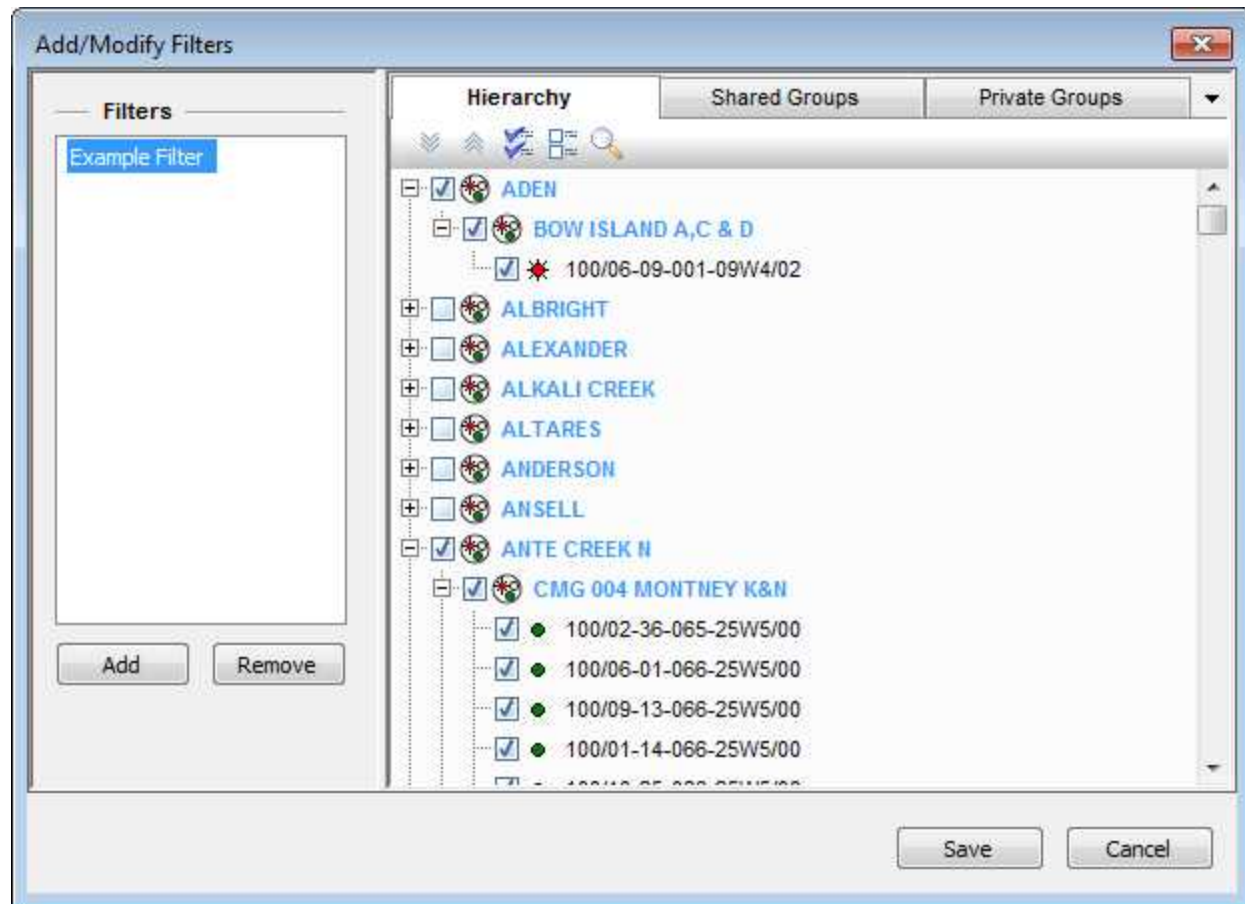 Add/Modify Filters
Filters
Example Filter
Add
Remove
Hierarchy
Shared Groups
Private Groups
ADEN
BOW ISLAND A,C & D
100/06-09-001-09W4/02
ALBRIGHT
ALEXANDER
ALKALI CREEK
ALTARES
ANDERSON
ANSELL
ANTE CREEK N
CMG 004 MONTNEY K&N
100/02-36-065-25W5/00
100/06-01-066-25W5/00
100/09-13-066-25W5/00
100/01-14-066-25W5/00
Save
Cancel